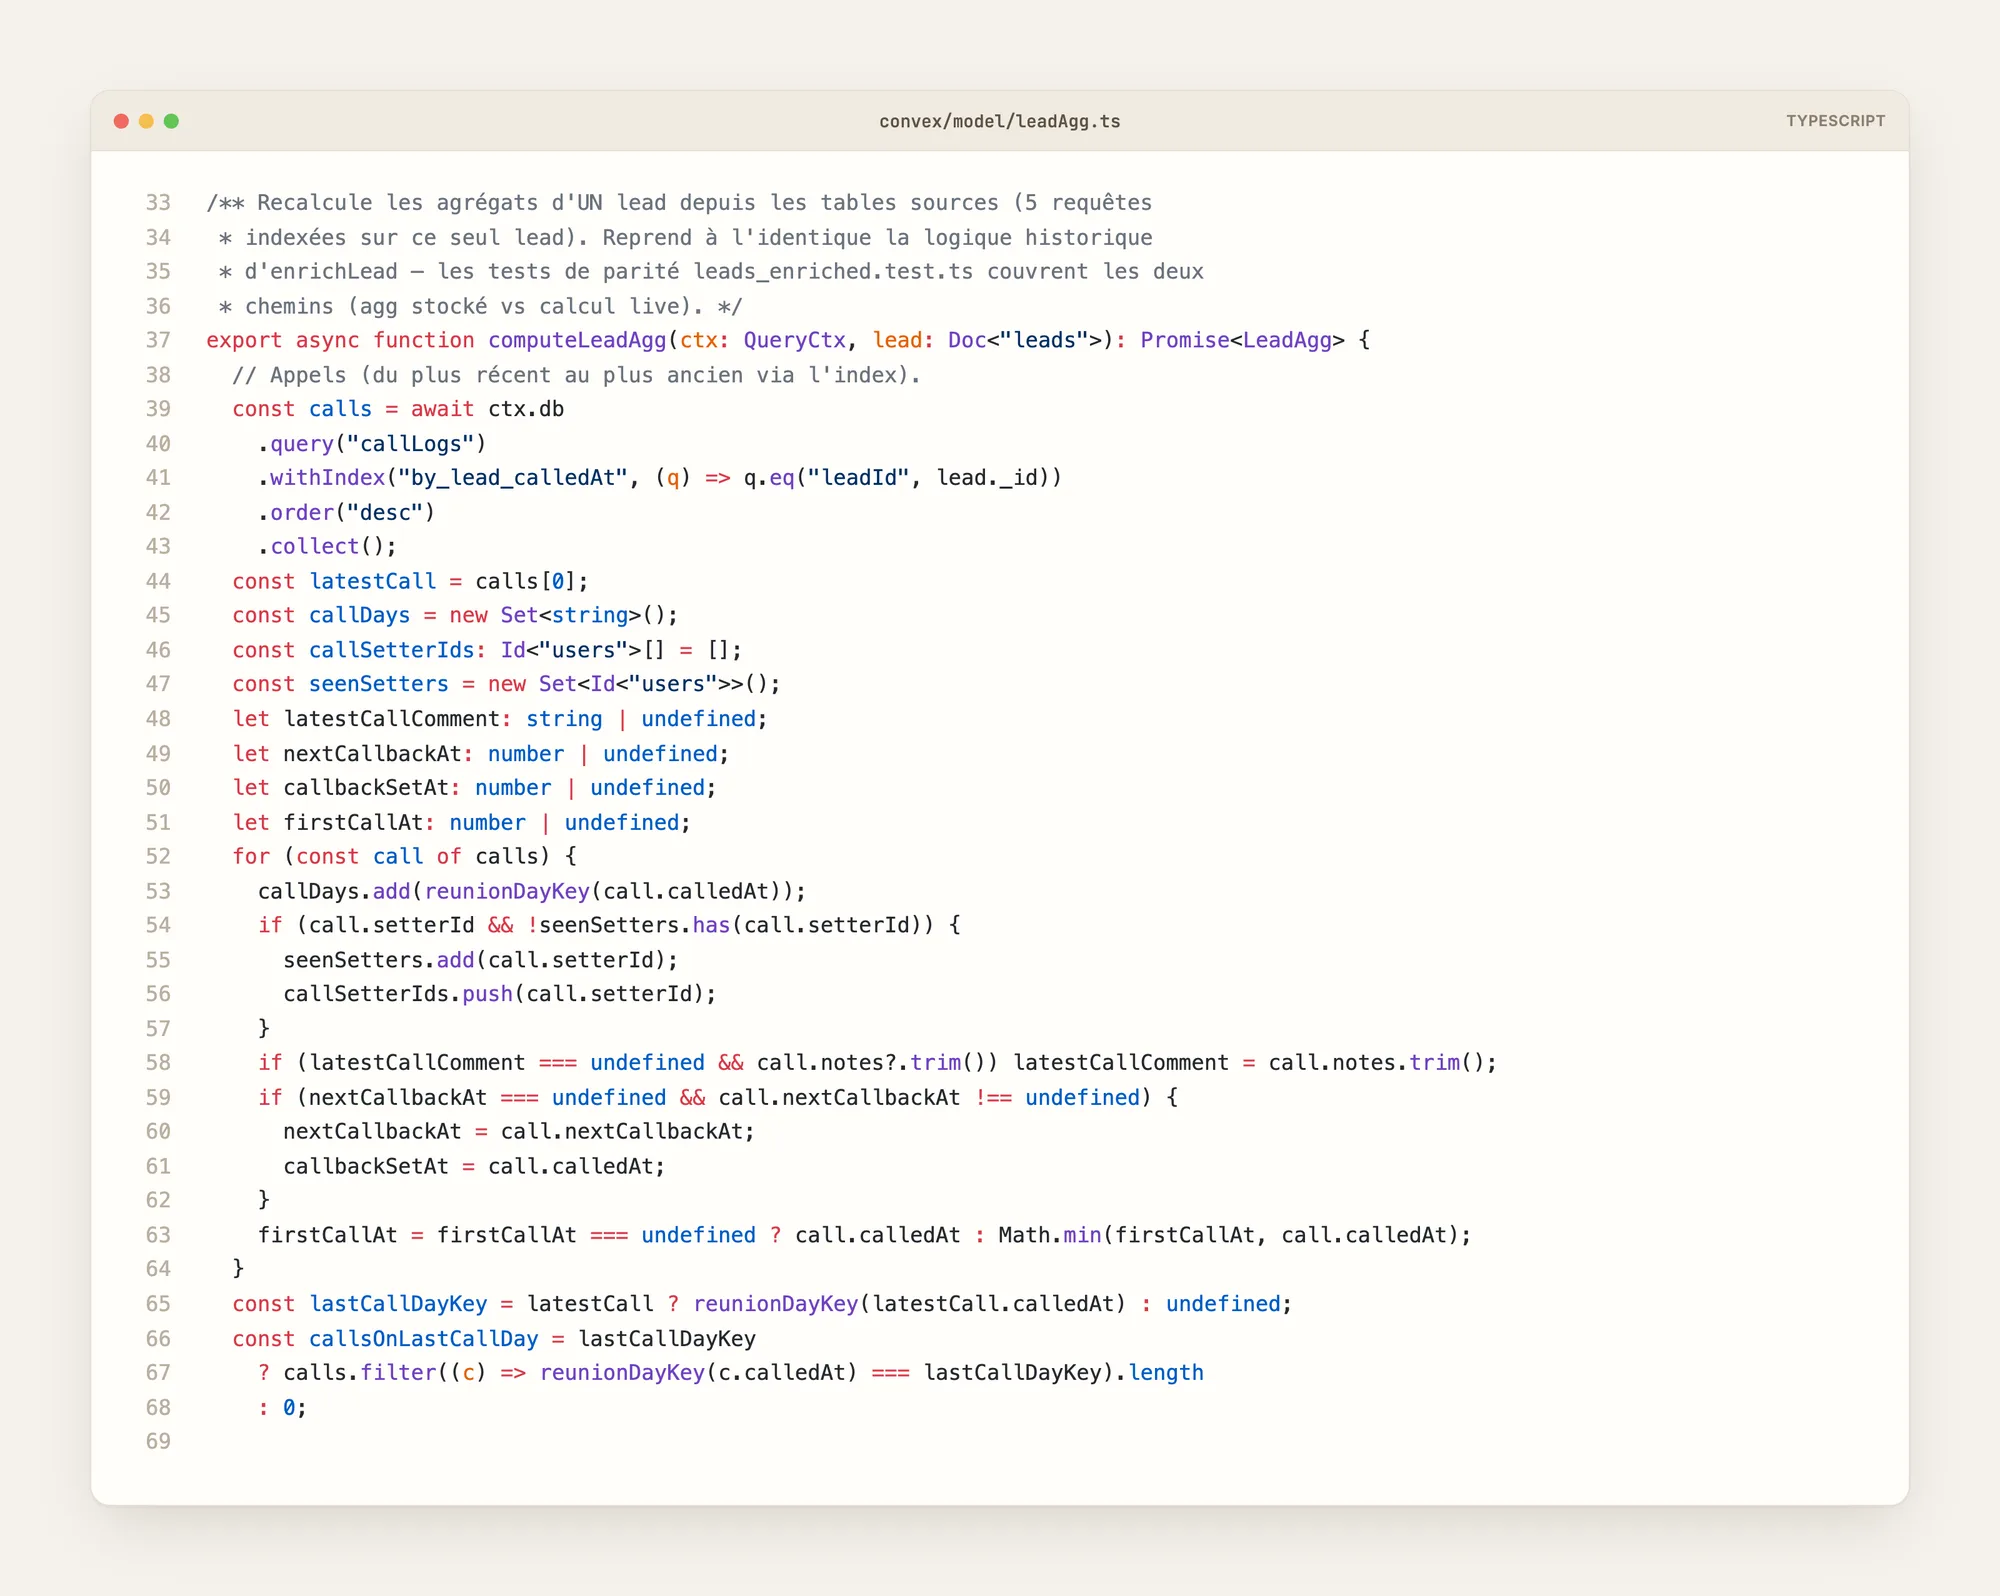 convex/model/leadAgg.ts
TYPESCRIPT
33 /** Recalcule les agrégats d'UN lead depuis les tables sources (5 requêtes
34  * indexées sur ce seul lead). Reprend à l'identique la logique historique
35  * d'enrichLead — les tests de parité leads_enriched.test.ts couvrent les deux
36  * chemins (agg stocké vs calcul live). */
37 export async function computeLeadAgg(ctx: QueryCtx, lead: Doc<"leads">): Promise<LeadAgg> {
38   // Appels (du plus récent au plus ancien via l'index).
39   const calls = await ctx.db
40     .query("callLogs")
41     .withIndex("by_lead_calledAt", (q) => q.eq("leadId", lead._id))
42     .order("desc")
43     .collect();
44   const latestCall = calls[0];
45   const callDays = new Set<string>();
46   const callSetterIds: Id<"users">[] = [];
47   const seenSetters = new Set<Id<"users">>();
48   let latestCallComment: string | undefined;
49   let nextCallbackAt: number | undefined;
50   let callbackSetAt: number | undefined;
51   let firstCallAt: number | undefined;
52   for (const call of calls) {
53     callDays.add(reunionDayKey(call.calledAt));
54     if (call.setterId && !seenSetters.has(call.setterId)) {
55       seenSetters.add(call.setterId);
56       callSetterIds.push(call.setterId);
57     }
58     if (latestCallComment === undefined && call.notes?.trim()) latestCallComment = call.notes.trim();
59     if (nextCallbackAt === undefined && call.nextCallbackAt !== undefined) {
60       nextCallbackAt = call.nextCallbackAt;
61       callbackSetAt = call.calledAt;
62     }
63     firstCallAt = firstCallAt === undefined ? call.calledAt : Math.min(firstCallAt, call.calledAt);
64   }
65   const lastCallDayKey = latestCall ? reunionDayKey(latestCall.calledAt) : undefined;
66   const callsOnLastCallDay = lastCallDayKey
67     ? calls.filter((c) => reunionDayKey(c.calledAt) === lastCallDayKey).length
68     : 0;
69